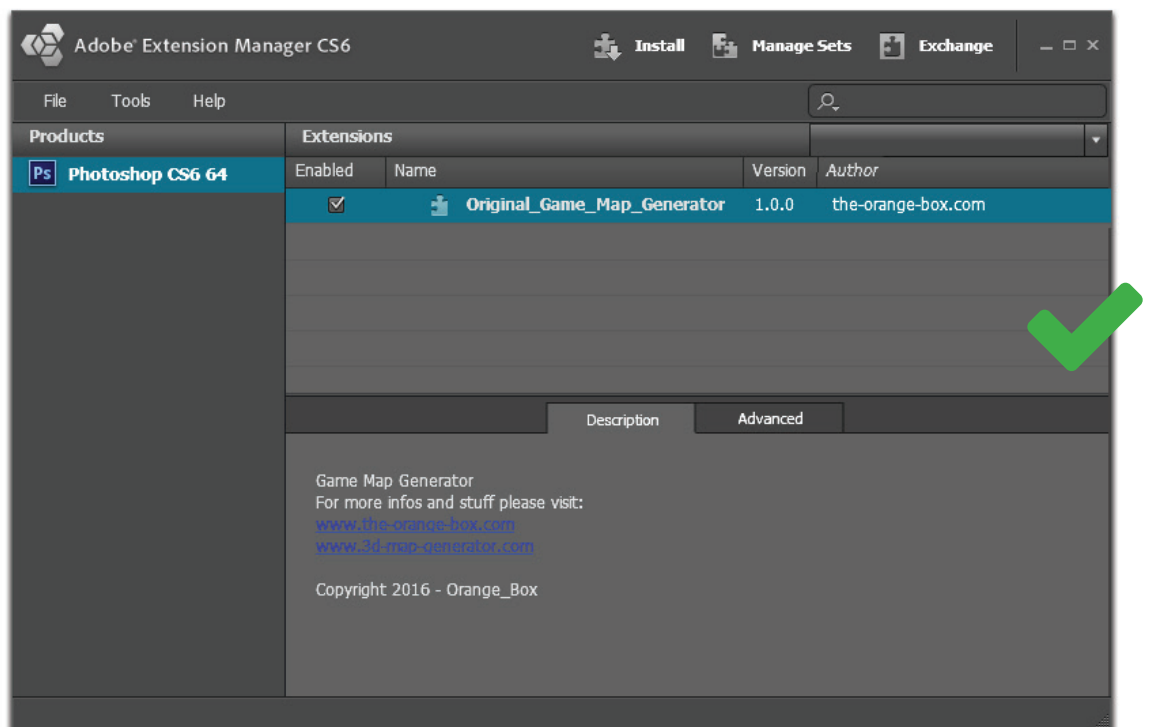 Adobe® Extension Manager CS6 Install Manage Sets Exchange
File Tools Help
Products Extensions
Ps Photoshop CS6 64 Enabled Name Version Author
Original_Game_Map_Generator 1.0.0 the-orange-box.com
Description Advanced
Game Map Generator
For more infos and stuff please visit:
www.the-orange-box.com
www.3d-map-generator.com
Copyright 2016 - Orange_Box